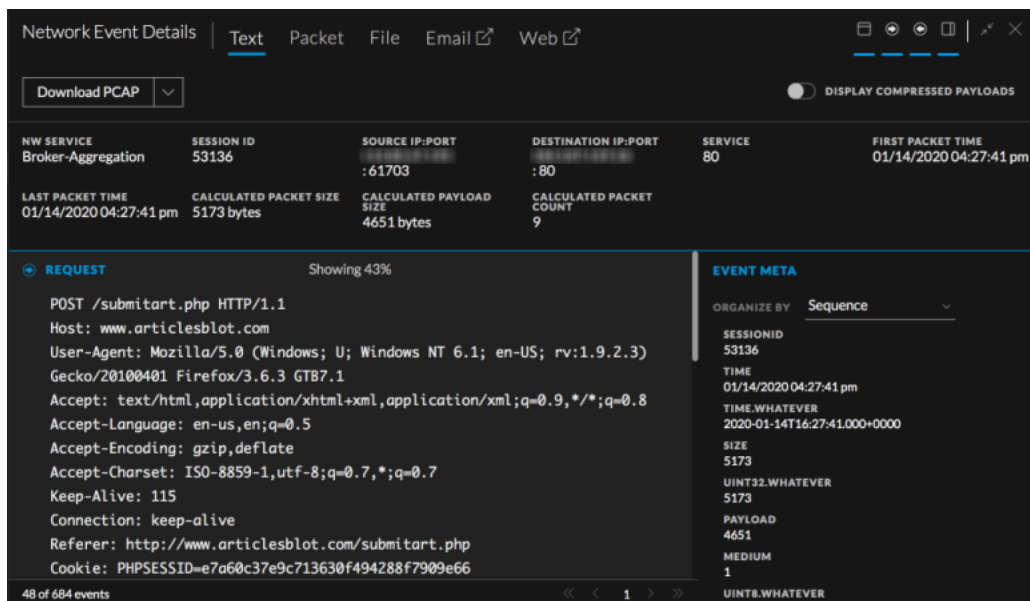 Network Event Details
Text Packet File Email Web
Download PCAP
DISPLAY COMPRESSED PAYLOADS
NW SERVICE
Broker-Aggregation
SESSION ID
53136
SOURCE IP:PORT
:61703
DESTINATION IP:PORT
:80
SERVICE
80
FIRST PACKET TIME
01/14/2020 04:27:41 pm
LAST PACKET TIME
01/14/2020 04:27:41 pm
CALCULATED PACKET SIZE
5173 bytes
CALCULATED PAYLOAD
SIZE
4651 bytes
CALCULATED PACKET
COUNT
9
REQUEST
Showing 43%
POST /submitart.php HTTP/1.1
Host: www.articlesblot.com
User-Agent: Mozilla/5.0 (Windows; U; Windows NT 6.1; en-US; rv:1.9.2.3)
Gecko/20100401 Firefox/3.6.3 GTB7.1
Accept: text/html,application/xhtml+xml,application/xml;q=0.9,*/*;q=0.8
Accept-Language: en-us,en;q=0.5
Accept-Encoding: gzip,deflate
Accept-Charset: ISO-8859-1,utf-8;q=0.7,*;q=0.7
Keep-Alive: 115
Connection: keep-alive
Referer: http://www.articlesblot.com/submitart.php
Cookie: PHPSESSID=e7a60c37e9c713630f494288f7909e66
48 of 684 events
1
EVENT META
ORGANIZE BY Sequence
SESSIONID
53136
TIME
01/14/2020 04:27:41 pm
TIME.WHATEVER
2020-01-14T16:27:41.000+0000
SIZE
5173
UINT32.WHATEVER
5173
PAYLOAD
4651
MEDIUM
1
UINT8.WHATEVER